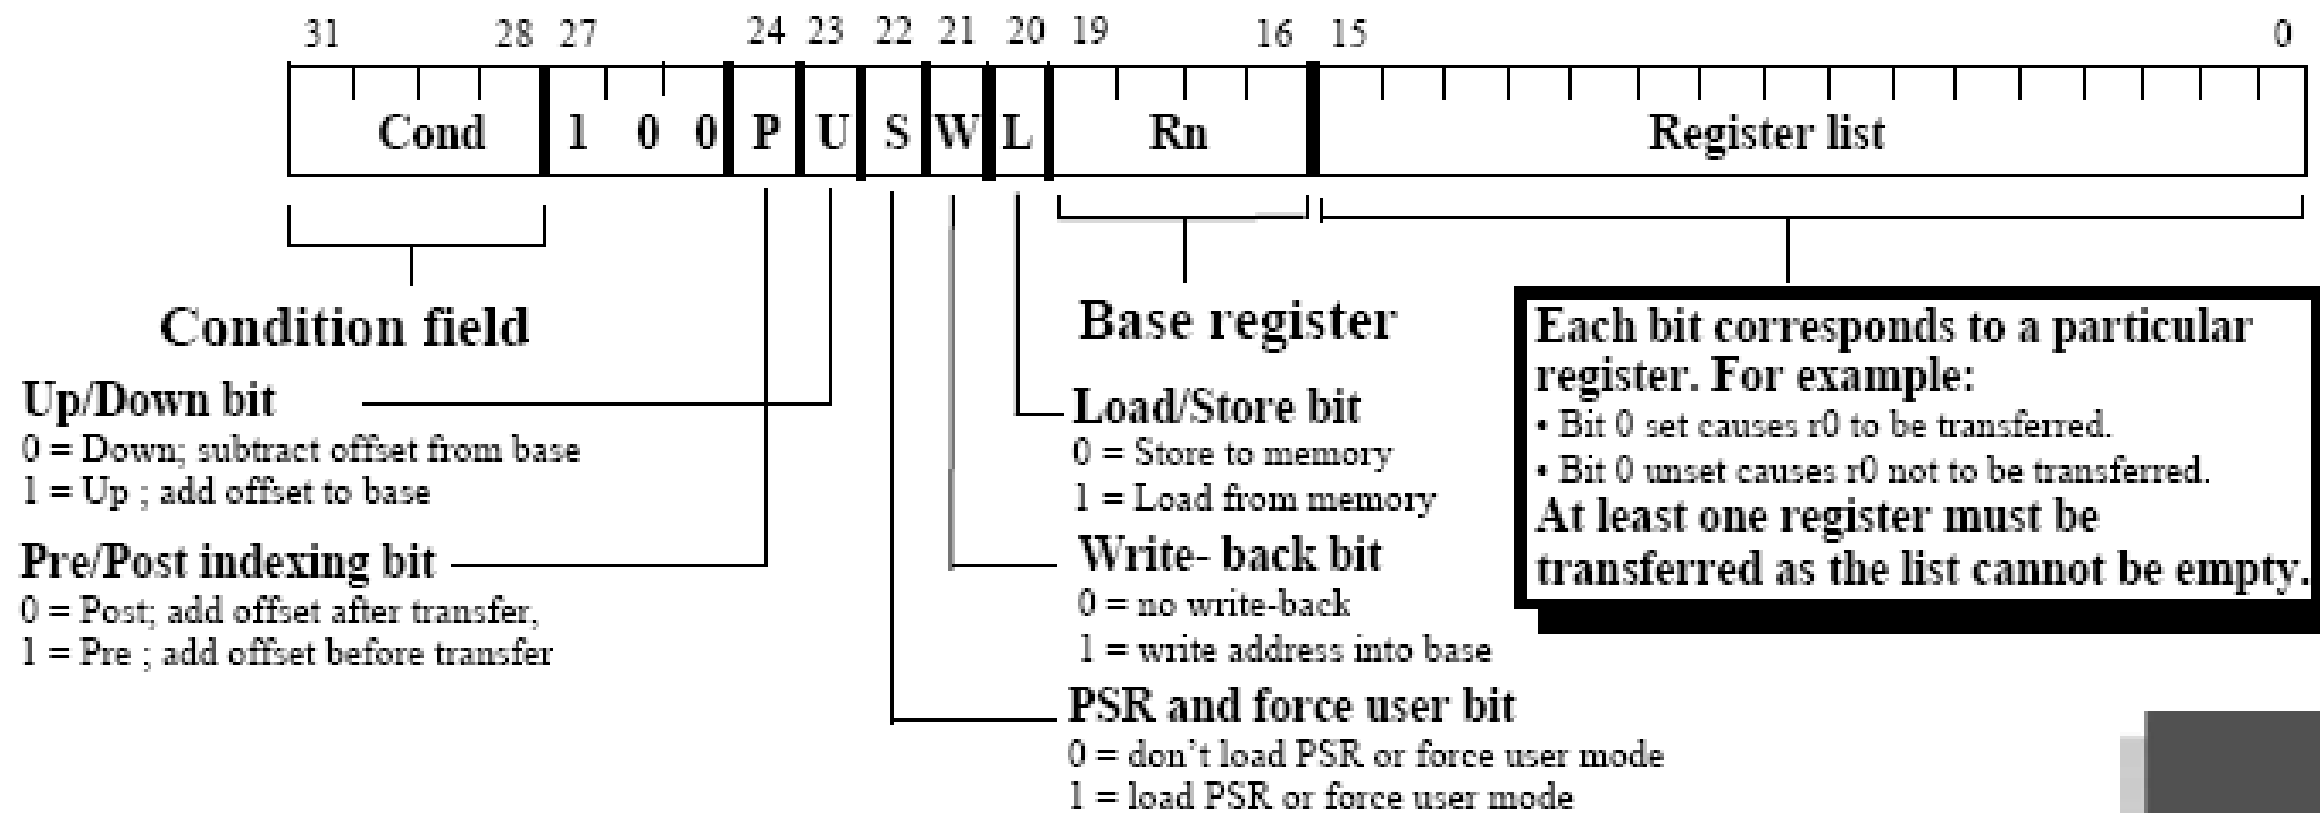 31 28 27 24 23 22 21 20 19 16 15 0
Cond 1 0 0 P U S W L Rn Register list
Condition field
Up/Down bit
0 = Down; subtract offset from base
1 = Up ; add offset to base
Pre/Post indexing bit
0 = Post; add offset after transfer,
1 = Pre ; add offset before transfer
Base register
Load/Store bit
0 = Store to memory
1 = Load from memory
Write- back bit
0 = no write-back
1 = write address into base
PSR and force user bit
0 = don't load PSR or force user mode
1 = load PSR or force user mode
Each bit corresponds to a particular
register. For example:
• Bit 0 set causes r0 to be transferred.
• Bit 0 unset causes r0 not to be transferred.
At least one register must be
transferred as the list cannot be empty.